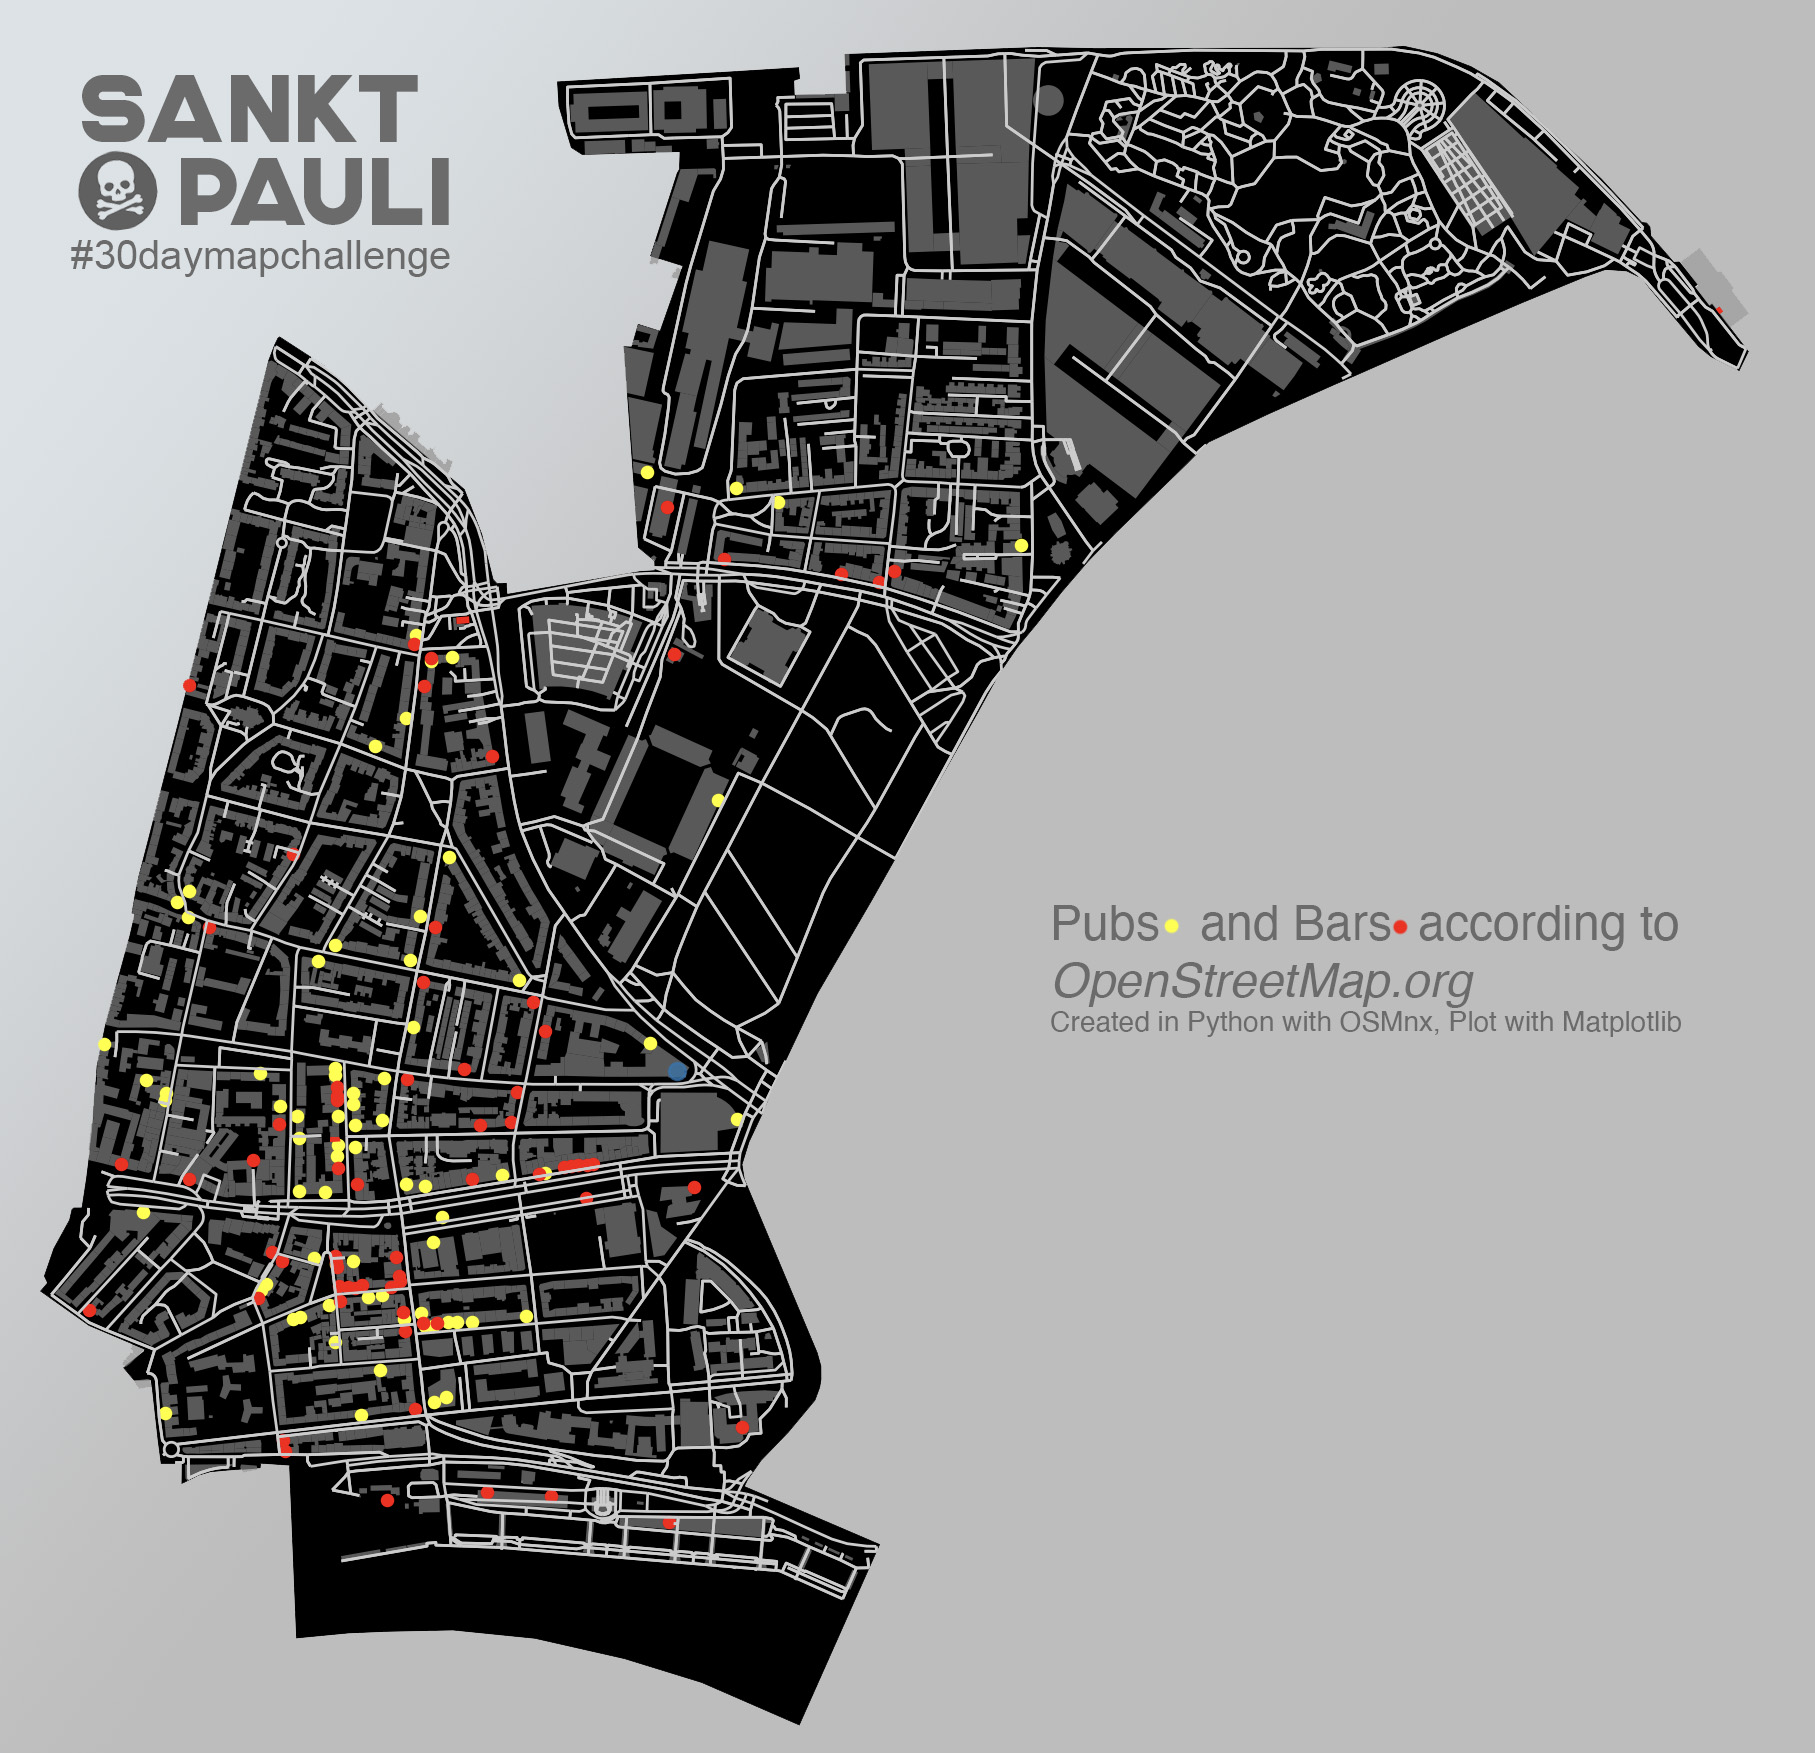 SANKT
PAULI
#30daymapchallenge
Pubs and Bars according to
OpenStreetMap.org
Created in Python with OSMnx, Plot with Matplotlib